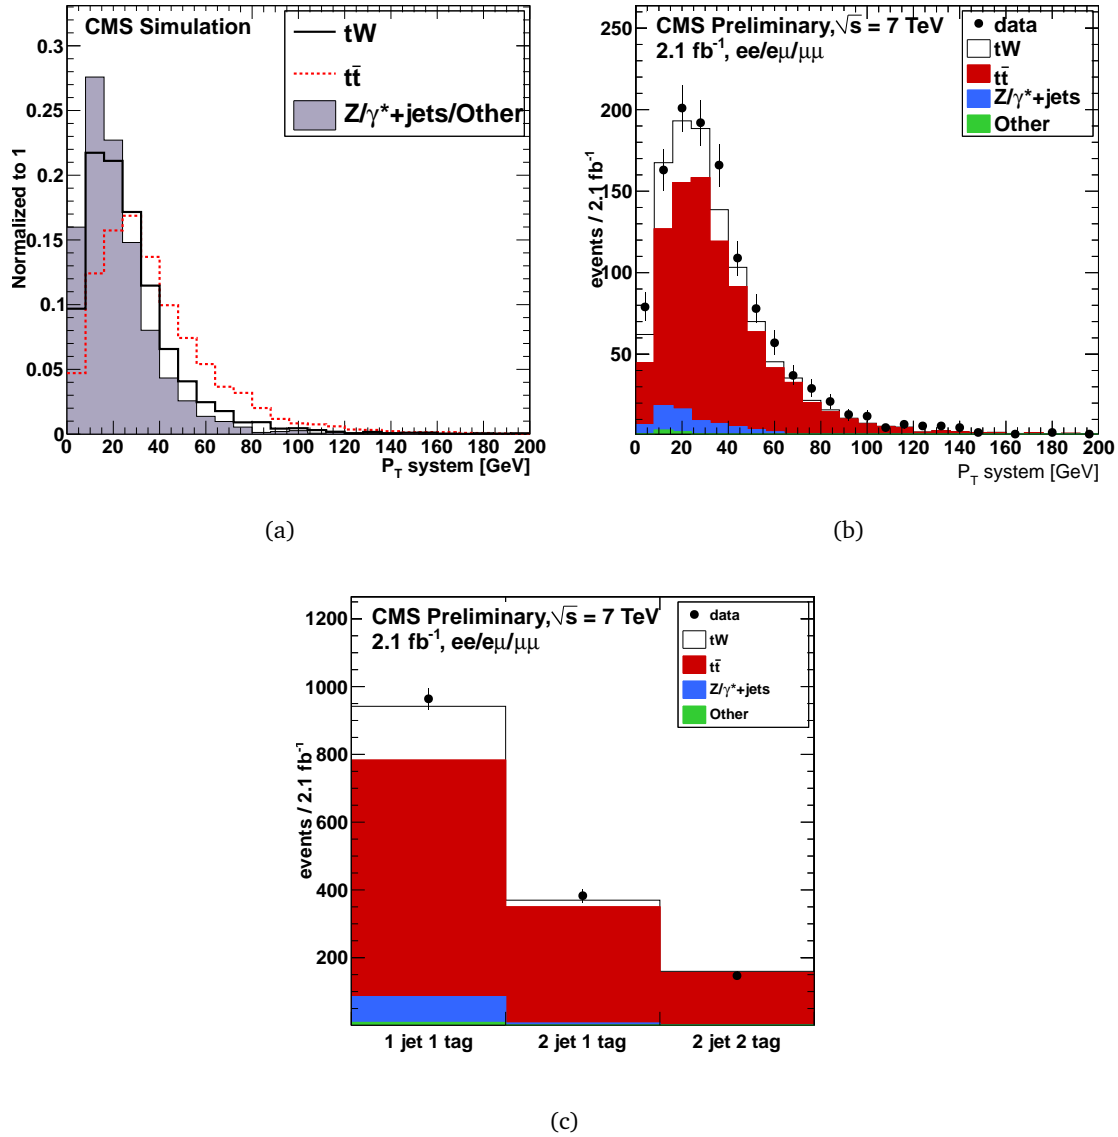 CMS Simulation
tW
tt̄
Z/γ*+jets/Other
Normalized to 1
0.3
0.25
0.2
0.15
0.1
0.05
0
0 20 40 60 80 100 120 140 160 180 200
P_T system [GeV]
(a)
CMS Preliminary,√s = 7 TeV
2.1 fb⁻¹, ee/eμ/μμ
data
tW
tt̄
Z/γ*+jets
Other
events / 2.1 fb⁻¹
250
200
150
100
50
0 20 40 60 80 100 120 140 160 180 200
P_T system [GeV]
(b)
CMS Preliminary,√s = 7 TeV
2.1 fb⁻¹, ee/eμ/μμ
data
tW
tt̄
Z/γ*+jets
Other
events / 2.1 fb⁻¹
1200
1000
800
600
400
200
1 jet 1 tag 2 jet 1 tag 2 jet 2 tag
(c)